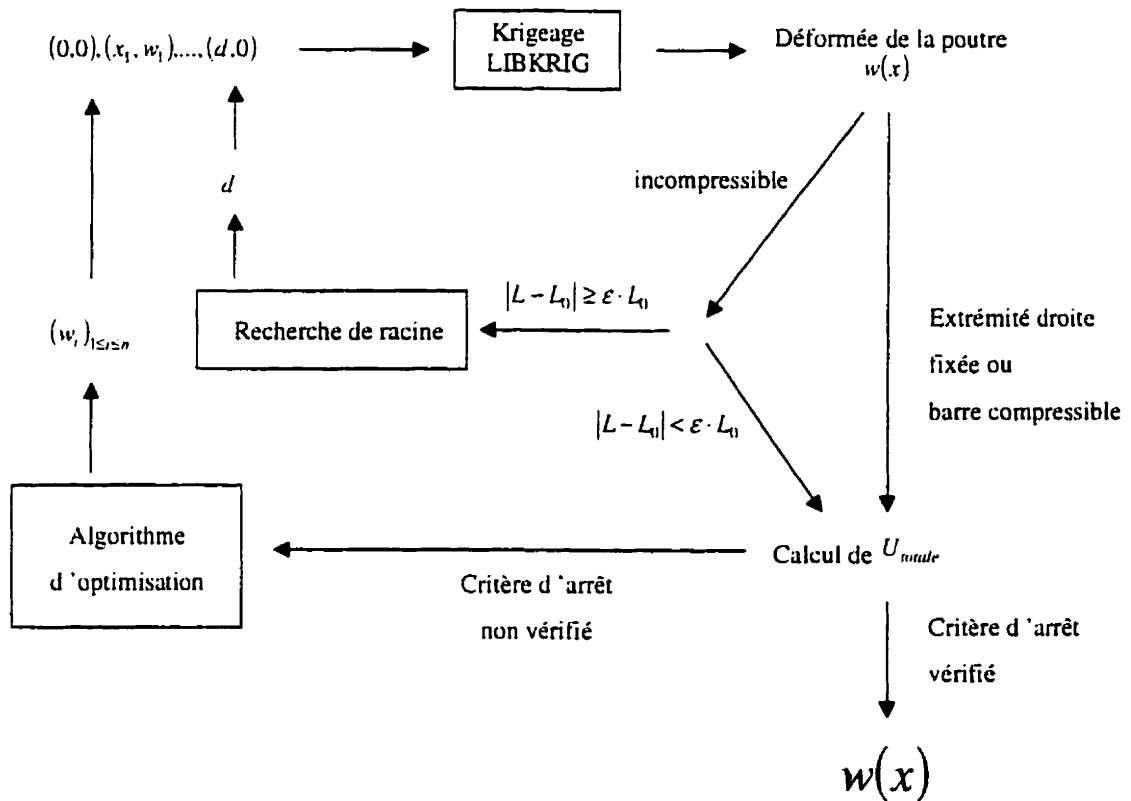 (0,0),(x₁,w₁),...,(d,0)
Krigeage
LIBKRIG
Déformée de la poutre
w(x)
incompressible
d
|L − L₀| ≥ ε · L₀
Recherche de racine
(wᵢ)₁≤ᵢ≤ₙ
Extrémité droite
fixée ou
barre compressible
|L − L₀| < ε · L₀
Algorithme
d 'optimisation
Calcul de U_totale
Critère d 'arrêt
non vérifié
Critère d 'arrêt
vérifié
w(x)